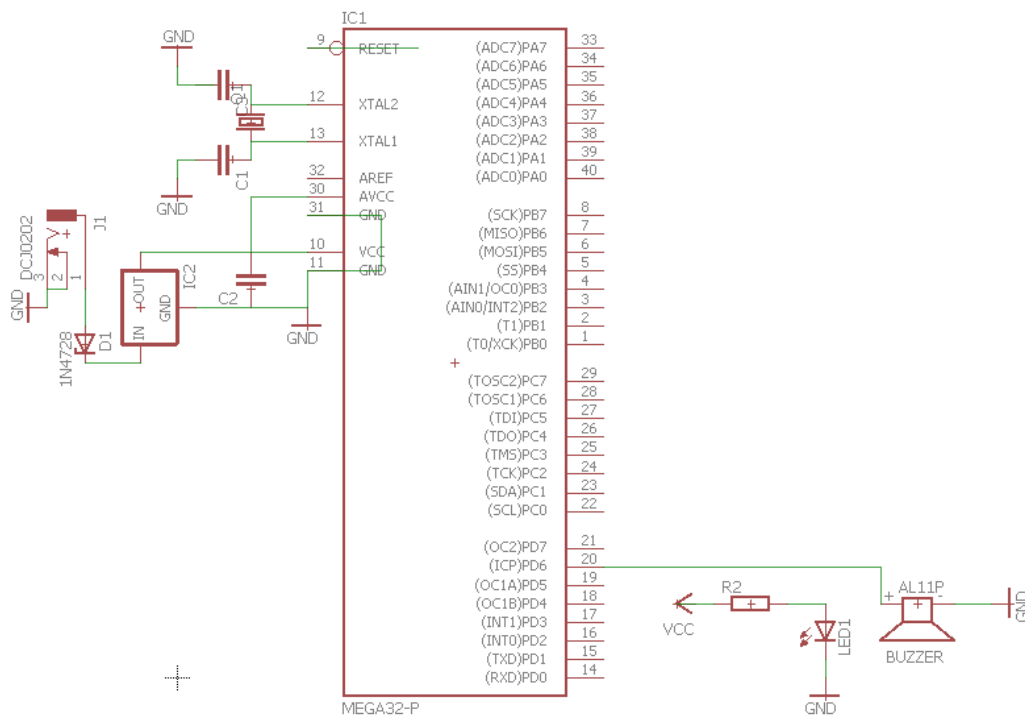 IC1
GND
9
RESET
12
XTAL2
13
XTAL1
32
AREF
30
AVCC
31
GND
10
VCC
11
GND
C1
GND
J1
DCJ0202
3
2
1
GND
1N4728
D1
IC2
OUT
GND
IN
C2
GND
(ADC7)PA7 33
(ADC6)PA6 34
(ADC5)PA5 35
(ADC4)PA4 36
(ADC3)PA3 37
(ADC2)PA2 38
(ADC1)PA1 39
(ADC0)PA0 40
(SCK)PB7 8
(MISO)PB6 7
(MOSI)PB5 6
(SS)PB4 5
(AIN1/OC0)PB3 4
(AIN0/INT2)PB2 3
(T1)PB1 2
(T0/XCK)PB0 1
(TOSC2)PC7 29
(TOSC1)PC6 28
(TDI)PC5 27
(TDO)PC4 26
(TMS)PC3 25
(TCK)PC2 24
(SDA)PC1 23
(SCL)PC0 22
(OC2)PD7 21
(ICP)PD6 20
(OC1A)PD5 19
(OC1B)PD4 18
(INT1)PD3 17
(INT0)PD2 16
(TXD)PD1 15
(RXD)PD0 14
MEGA32-P
R2
VCC
LED1
GND
AL11P
+ -
BUZZER
GND